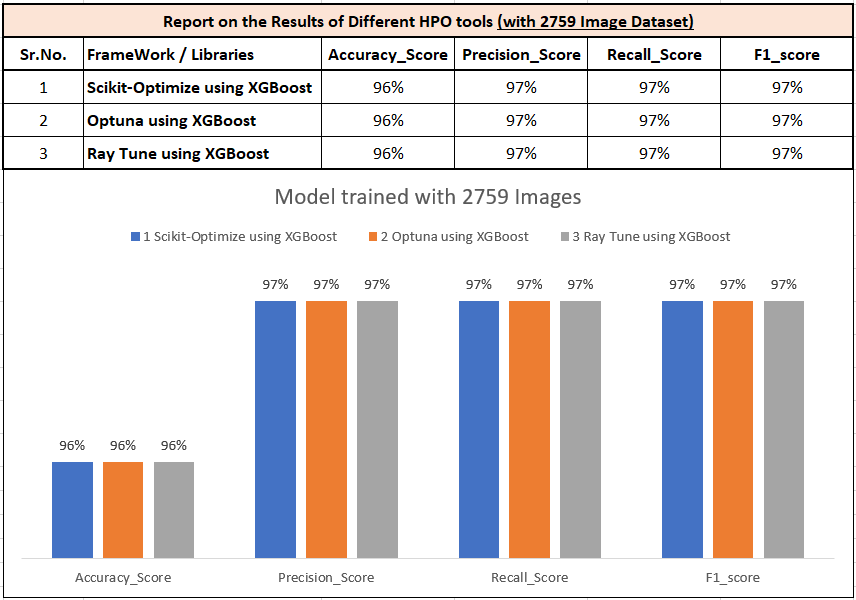 Report on the Results of Different HPO tools (with 2759 Image Dataset)
Sr.No. FrameWork / Libraries Accuracy_Score Precision_Score Recall_Score F1_score
1 Scikit-Optimize using XGBoost 96% 97% 97% 97%
2 Optuna using XGBoost 96% 97% 97% 97%
3 Ray Tune using XGBoost 96% 97% 97% 97%
Model trained with 2759 Images
1 Scikit-Optimize using XGBoost 2 Optuna using XGBoost 3 Ray Tune using XGBoost
97% 97% 97% 97% 97% 97% 97% 97% 97%
96% 96% 96%
Accuracy_Score Precision_Score Recall_Score F1_score